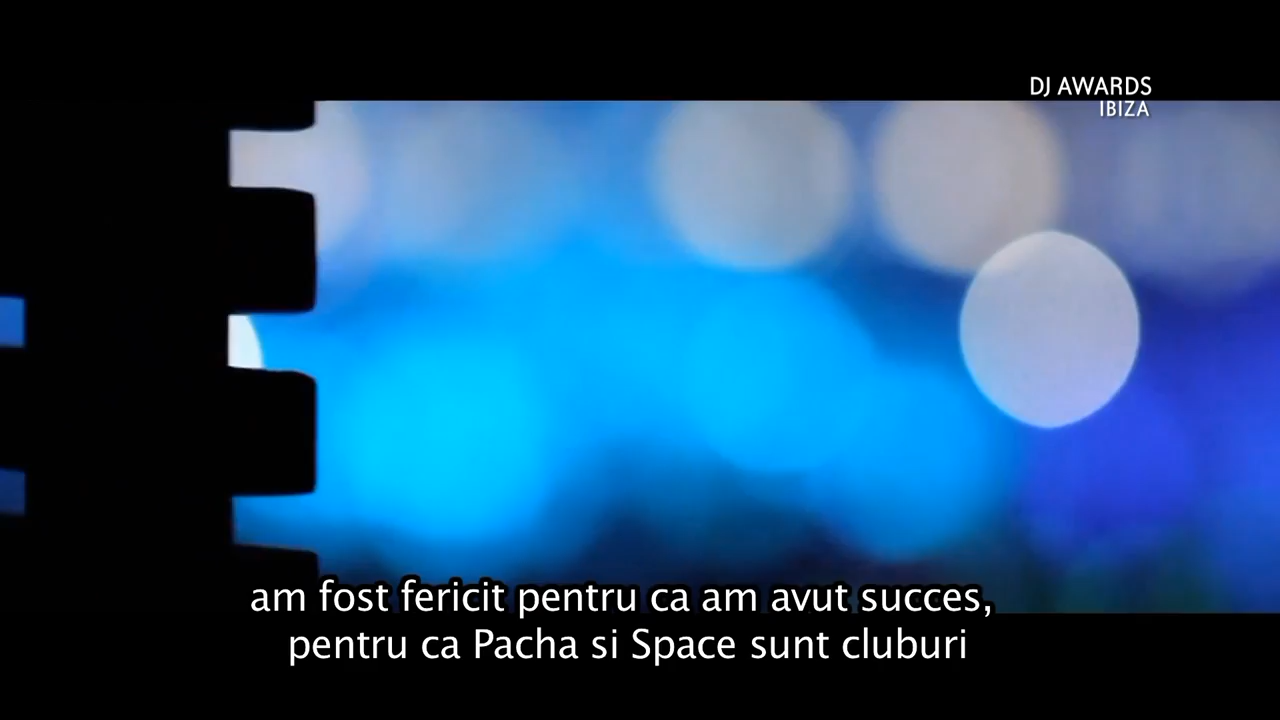 DJ AWARDS
IBIZA
am fost fericit pentru ca am avut succes,
pentru ca Pacha si Space sunt cluburi